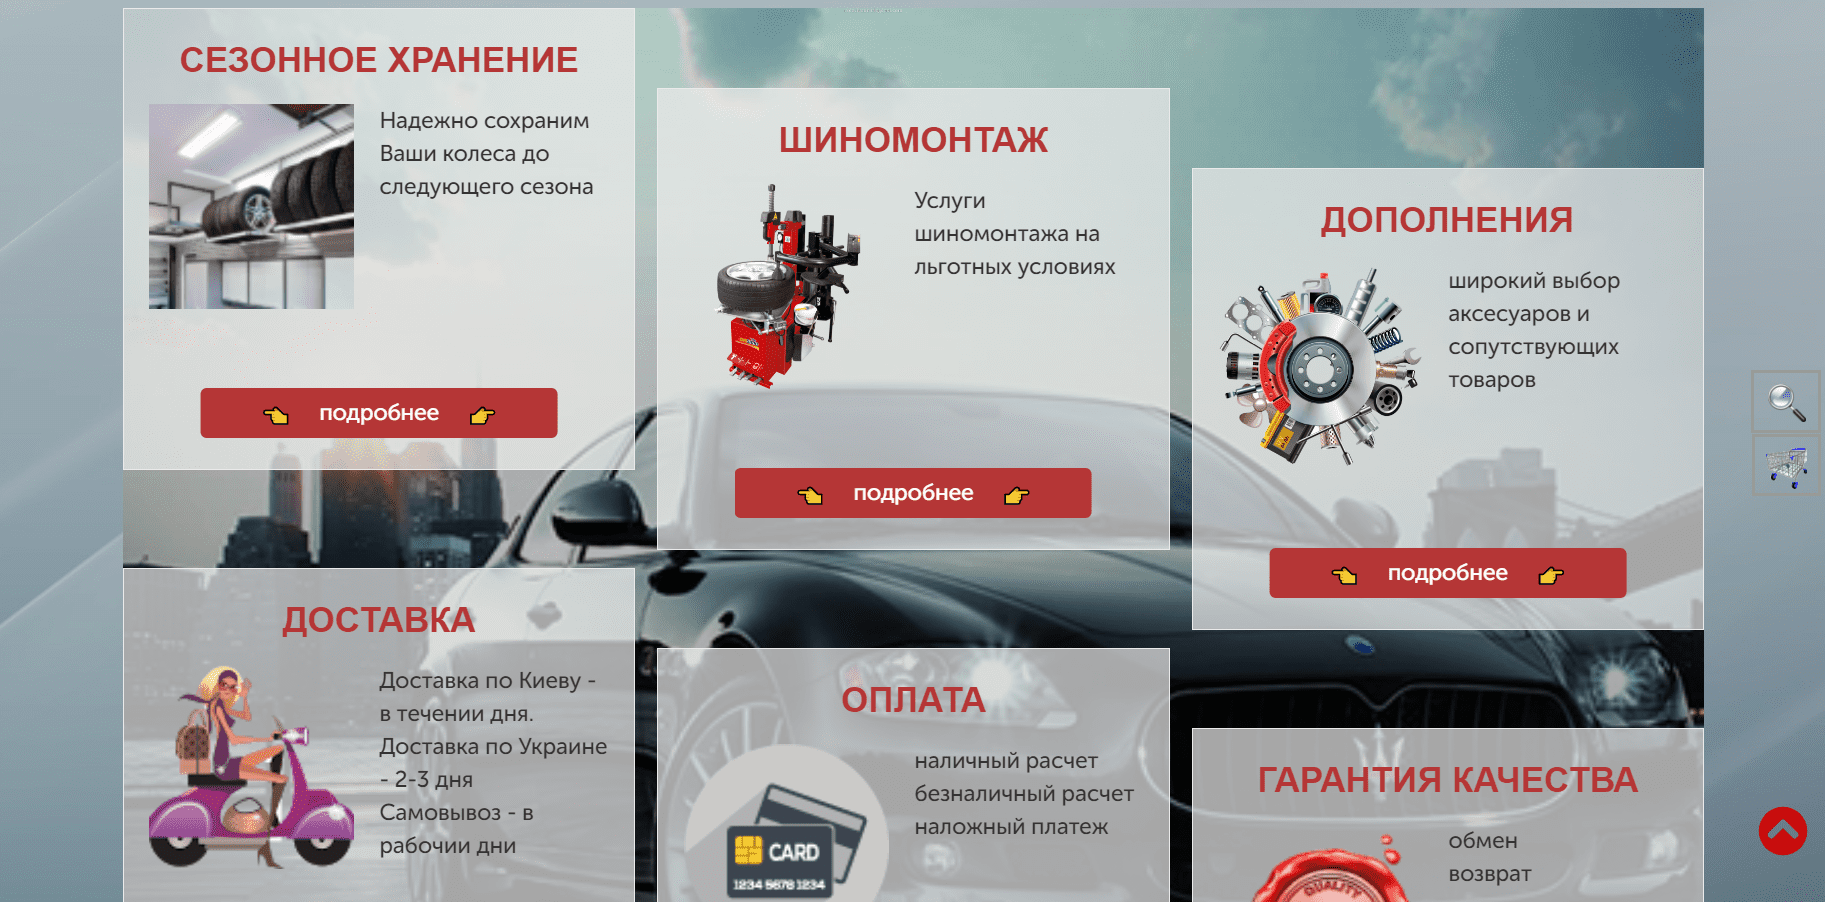 СЕЗОННОЕ ХРАНЕНИЕ
Надежно сохраним
Ваши колеса до
следующего сезона
подробнее
ШИНОМОНТАЖ
Услуги
шиномонтажа на
льготных условиях
подробнее
ДОПОЛНЕНИЯ
широкий выбор
аксесуаров и
сопутствующих
товаров
подробнее
ДОСТАВКА
Доставка по Киеву -
в течении дня.
Доставка по Украине
- 2-3 дня
Самовывоз - в
рабочии дни
ОПЛАТА
наличный расчет
безналичный расчет
наложный платеж
CARD
1234 5678 1234
ГАРАНТИЯ КАЧЕСТВА
обмен
возврат
QUALITY